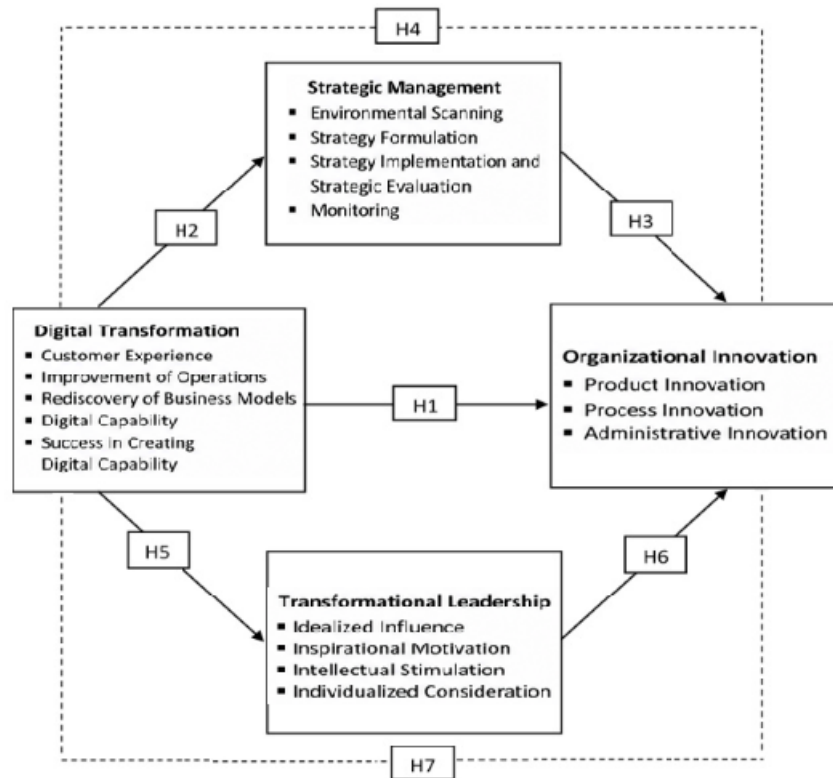 H4
Strategic Management
▪ Environmental Scanning
▪ Strategy Formulation
▪ Strategy Implementation and
Strategic Evaluation
▪ Monitoring
H2
H3
Digital Transformation
▪ Customer Experience
▪ Improvement of Operations
▪ Rediscovery of Business Models
▪ Digital Capability
▪ Success in Creating
Digital Capability
H1
Organizational Innovation
▪ Product Innovation
▪ Process Innovation
▪ Administrative Innovation
H5
H6
Transformational Leadership
▪ Idealized Influence
▪ Inspirational Motivation
▪ Intellectual Stimulation
▪ Individualized Consideration
H7